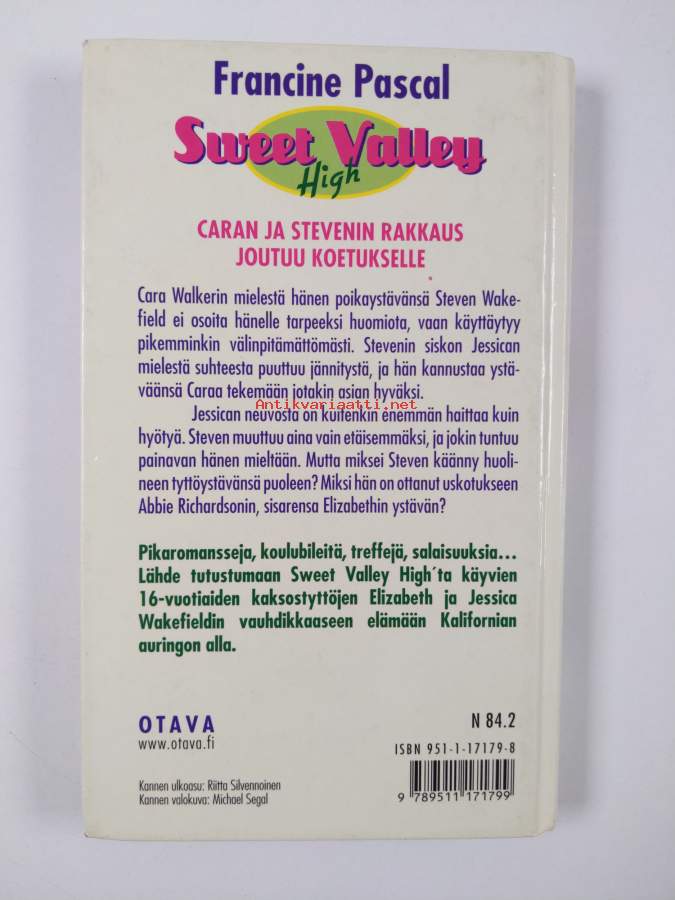 Francine Pascal
Sweet Valley
High
CARAN JA STEVENIN RAKKAUS
JOUTUU KOETUKSELLE
Cara Walkerin mielestä hänen poikaystävänsä Steven Wake-
field ei osoita hänelle tarpeeksi huomiota, vaan käyttäytyy
pikemminkin välinpitämättömästi. Stevenin siskon Jessican
mielestä suhteesta puuttuu jännitystä, ja hän kannustaa ystä-
väänsä Caraa tekemään jotakin asian hyväksi.
Antikvariaatti.net
Jessican neuvosta on kuitenkin enemmän haittaa kuin
hyötyä. Steven muuttuu aina vain etäisemmäksi, ja jokin tuntuu
painavan hänen mieltään. Mutta miksei Steven käänny huoli-
neen tyttöystävänsä puoleen? Miksi hän on ottanut uskotukseen
Abbie Richardsonin, sisarensa Elizabethin ystävän?
Pikaromansseja, koulubileitä, treffejä, salaisuuksia...
Lähde tutustumaan Sweet Valley High´ta käyvien
16-vuotiaiden kaksostyttöjen Elizabeth ja Jessica
Wakefieldin vauhdikkaaseen elämään Kalifornian
auringon alla.
OTAVA
www.otava.fi
N 84.2
ISBN 951-1-17179-8
Kannen ulkoasu: Riitta Silvennoinen
Kannen valokuva: Michael Segal
9 789511 171799